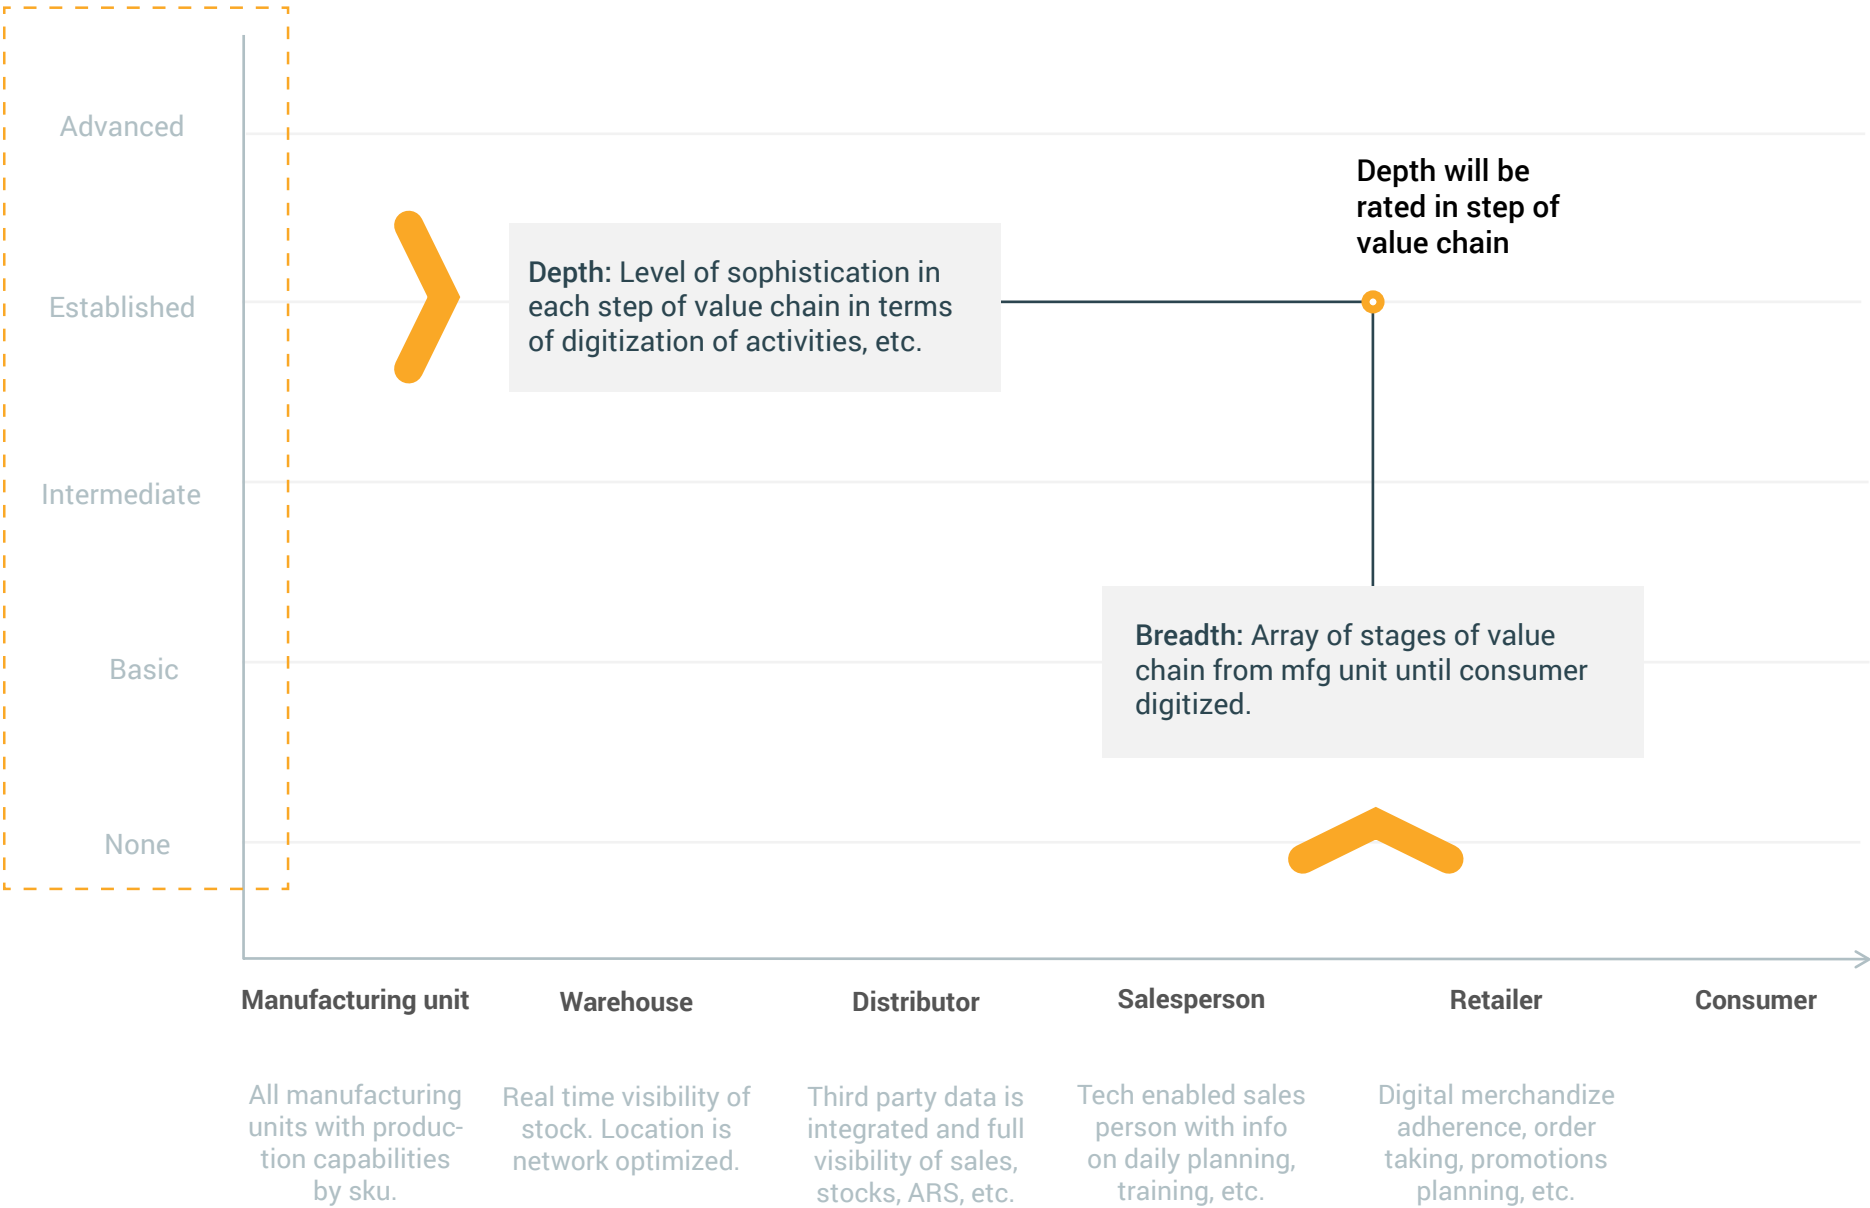 Advanced
Depth will be
rated in step of
value chain
Depth: Level of sophistication in
each step of value chain in terms
of digitization of activities, etc.
Established
Intermediate
Breadth: Array of stages of value
chain from mfg unit until consumer
digitized.
Basic
None
Manufacturing unit
Warehouse
Distributor
Salesperson
Retailer
Consumer
All manufacturing
units with produc-
tion capabilities
by sku.
Real time visibility of
stock. Location is
network optimized.
Third party data is
integrated and full
visibility of sales,
stocks, ARS, etc.
Tech enabled sales
person with info
on daily planning,
training, etc.
Digital merchandize
adherence, order
taking, promotions
planning, etc.